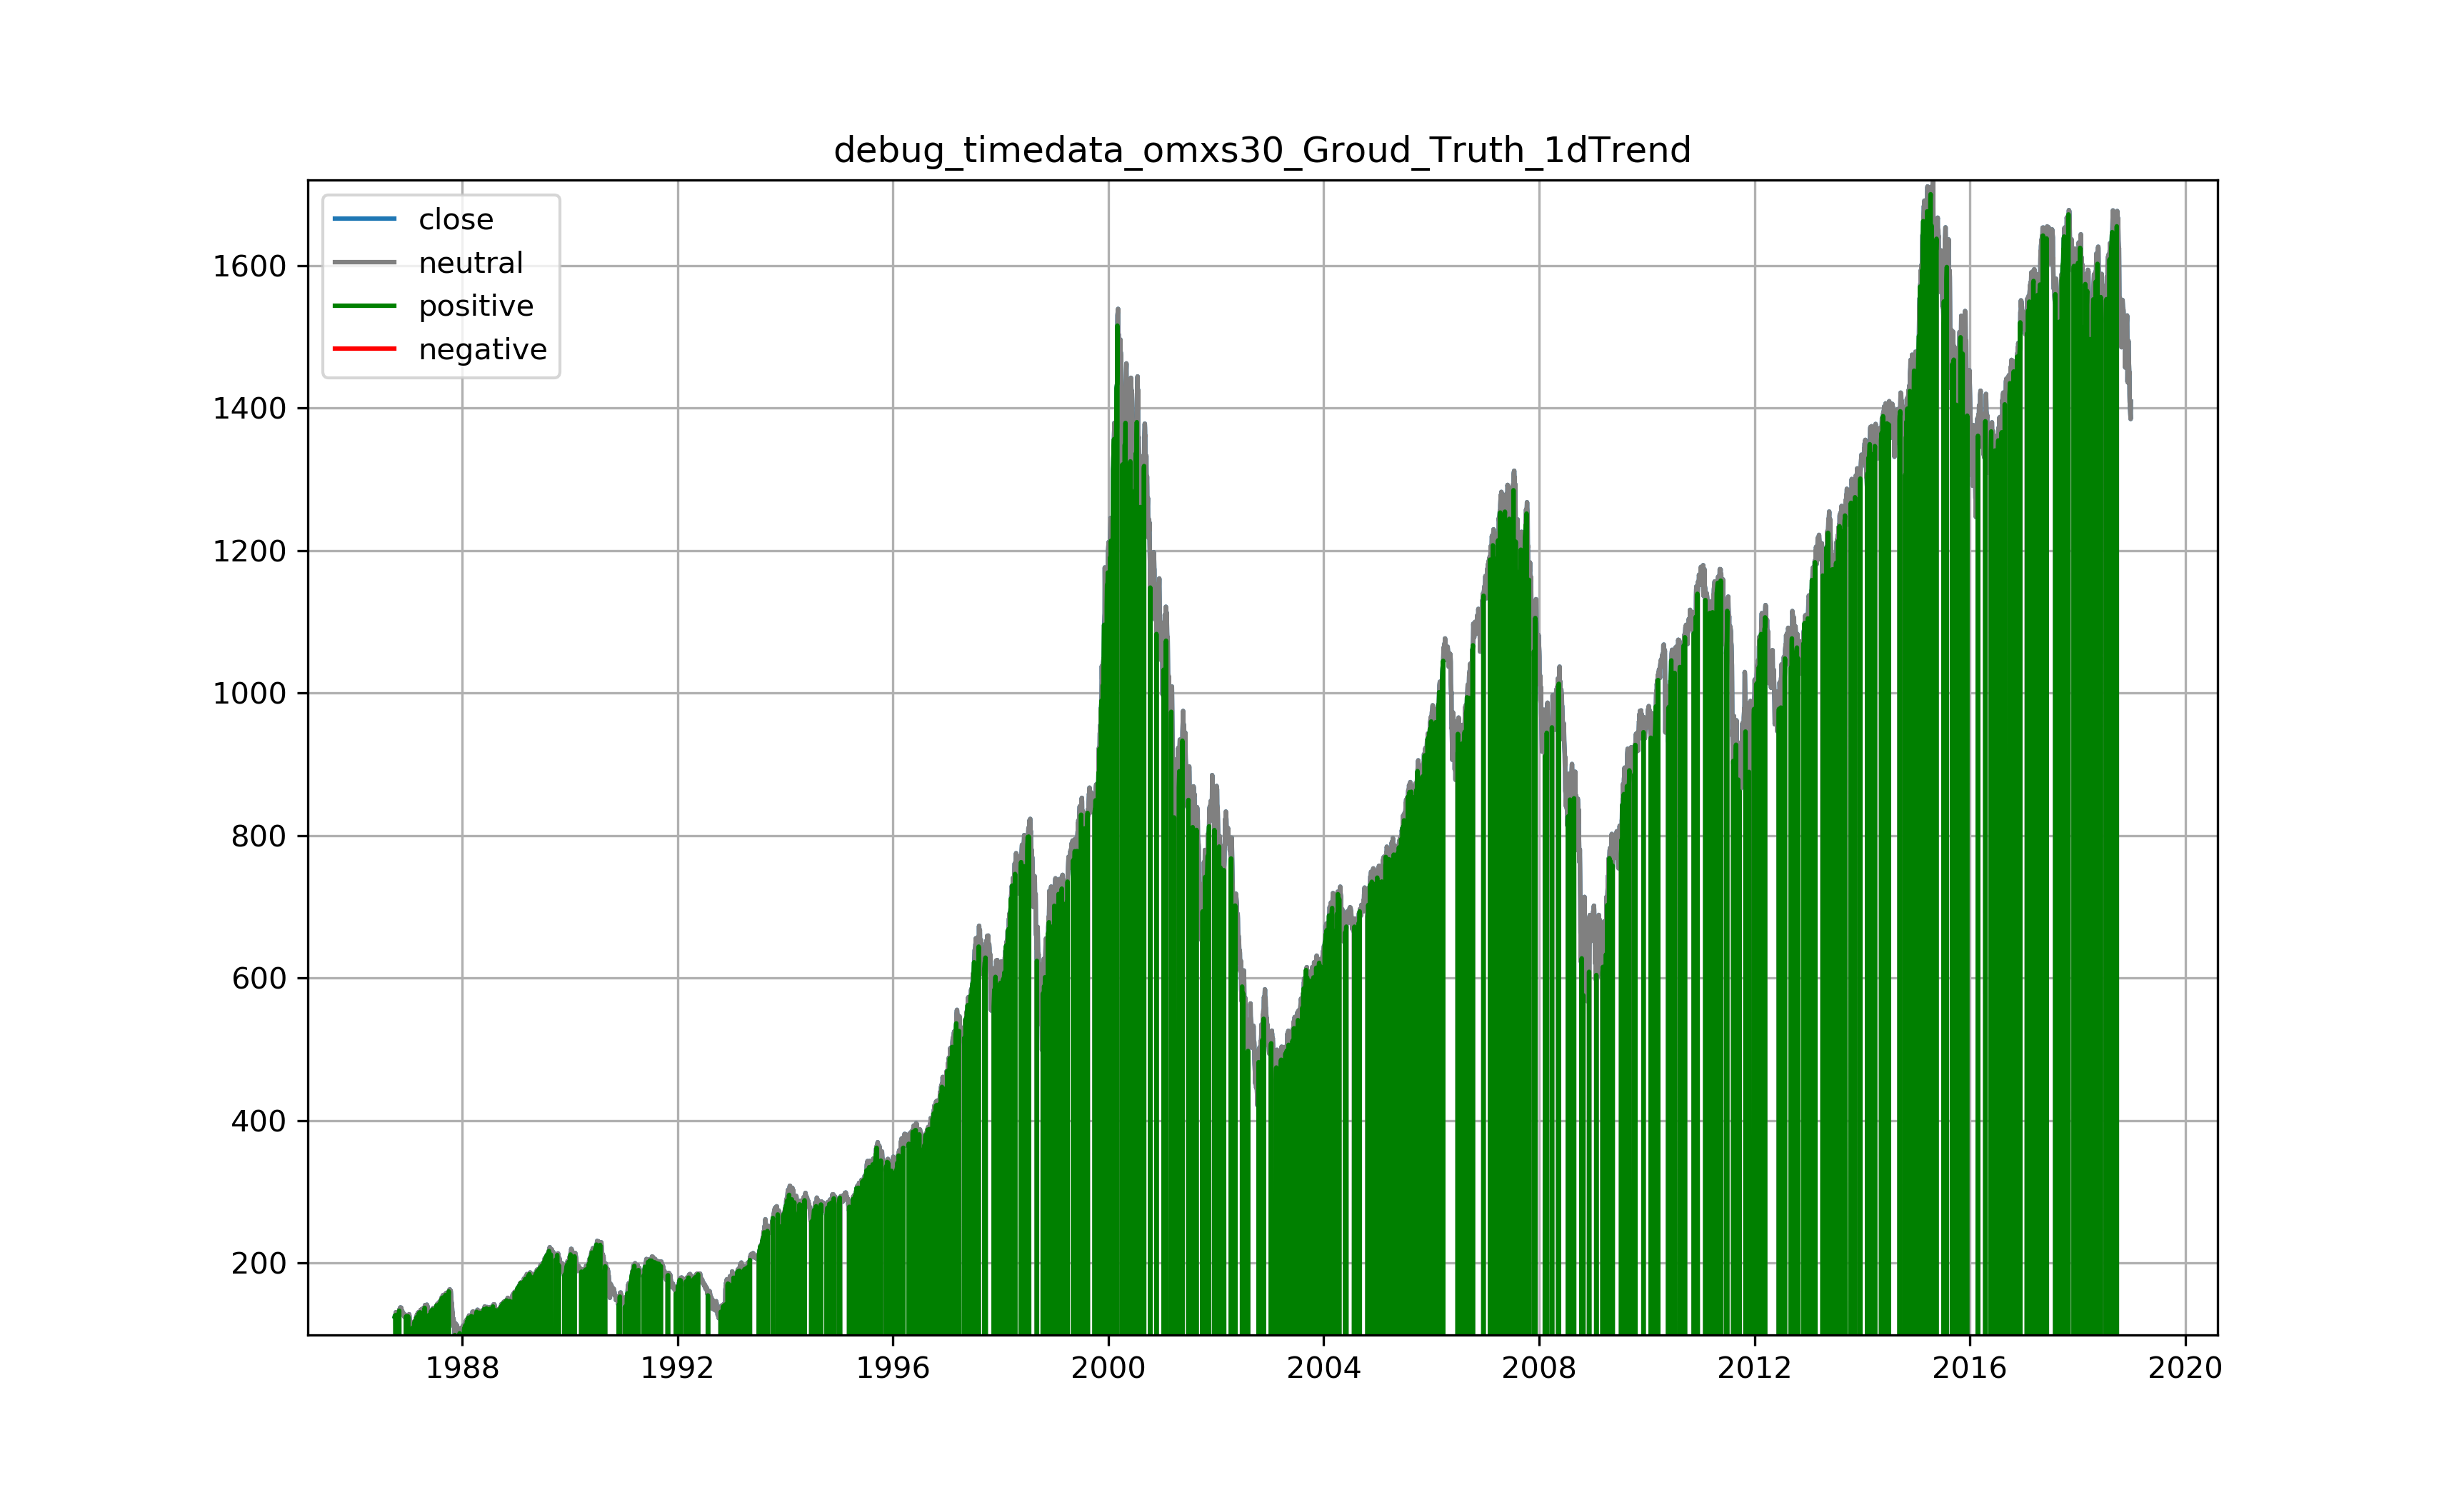 debug_timedata_omxs30_Groud_Truth_1dTrend
close
neutral
positive
negative
1600
1400
1200
1000
800
600
400
200
1988 1992 1996 2000 2004 2008 2012 2016 2020